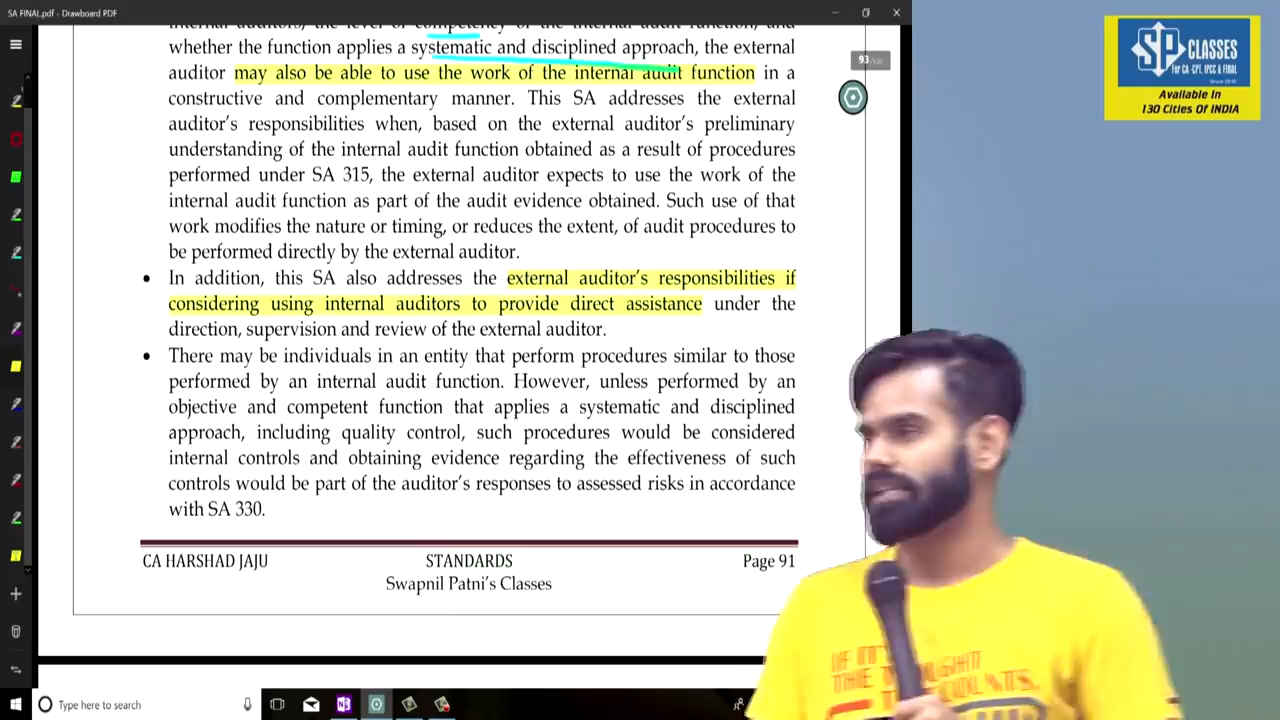 SA FINAL.pdf - Drawboard PDF
whether the function applies a systematic and disciplined approach, the external
auditor may also be able to use the work of the internal audit function in a
constructive and complementary manner. This SA addresses the external
auditor's responsibilities when, based on the external auditor's preliminary
understanding of the internal audit function obtained as a result of procedures
performed under SA 315, the external auditor expects to use the work of the
internal audit function as part of the audit evidence obtained. Such use of that
work modifies the nature or timing, or reduces the extent, of audit procedures to
be performed directly by the external auditor.
• In addition, this SA also addresses the external auditor's responsibilities if
considering using internal auditors to provide direct assistance under the
direction, supervision and review of the external auditor.
• There may be individuals in an entity that perform procedures similar to those
performed by an internal audit function. However, unless performed by an
objective and competent function that applies a systematic and disciplined
approach, including quality control, such procedures would be considered
internal controls and obtaining evidence regarding the effectiveness of such
controls would be part of the auditor's responses to assessed risks in accordance
with SA 330.
CA HARSHAD JAJU STANDARDS Page 91
Swapnil Patni's Classes
93
Type here to search
SP CLASSES
For CA- CPT, IPCC & FINAL
Available In
130 Cities Of INDIA